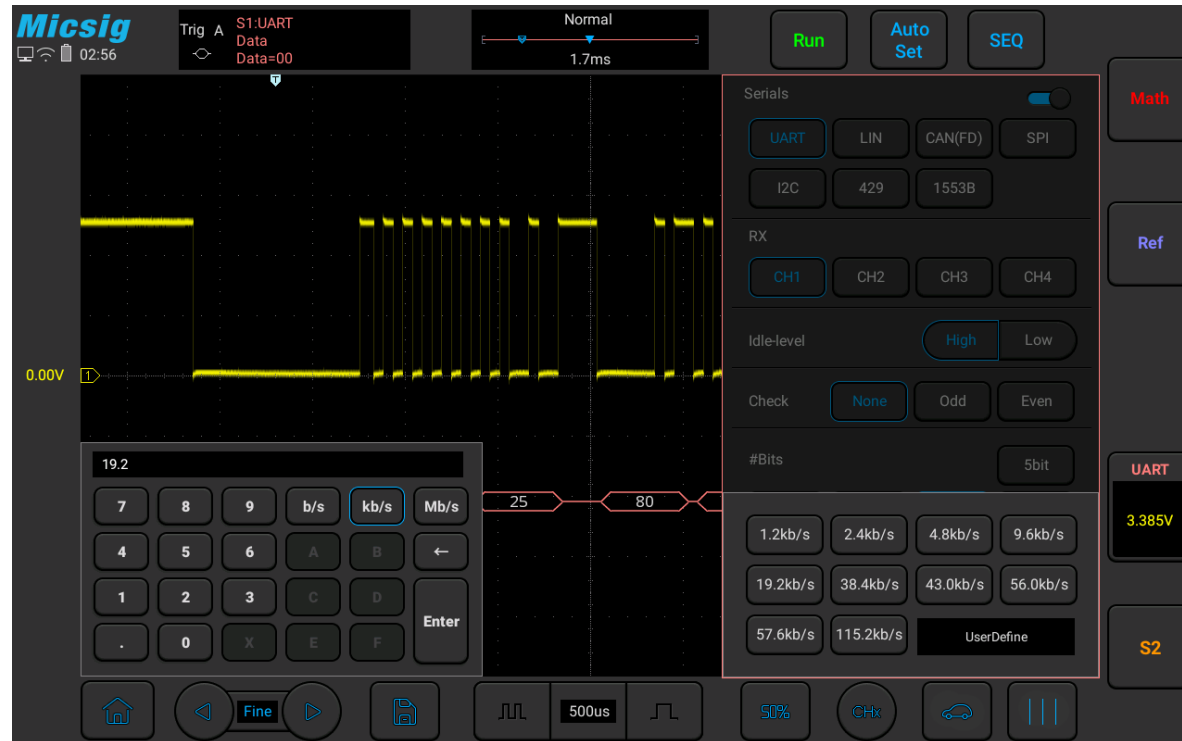 Micsig
02:56
Trig A S1:UART
Data
Data=00
Normal
1.7ms
Run
Auto Set
SEQ
T
Serials
UART LIN CAN(FD) SPI
I2C 429 1553B
RX
CH1 CH2 CH3 CH4
Idle-level High Low
Check None Odd Even
#Bits 5bit
Math
Ref
0.00V 1
19.2
7 8 9 b/s kb/s Mb/s
4 5 6 A B ←
1 2 3 C D Enter
. 0 X E F
25 80
1.2kb/s 2.4kb/s 4.8kb/s 9.6kb/s
19.2kb/s 38.4kb/s 43.0kb/s 56.0kb/s
57.6kb/s 115.2kb/s UserDefine
UART
3.385V
S2
Fine
500us
50%
CHx